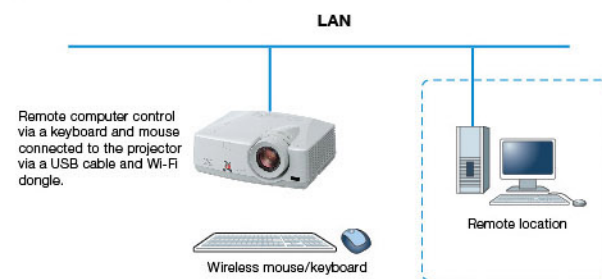 LAN
Remote computer control
via a keyboard and mouse
connected to the projector
via a USB cable and Wi-Fi
dongle.
Remote location
Wireless mouse/keyboard